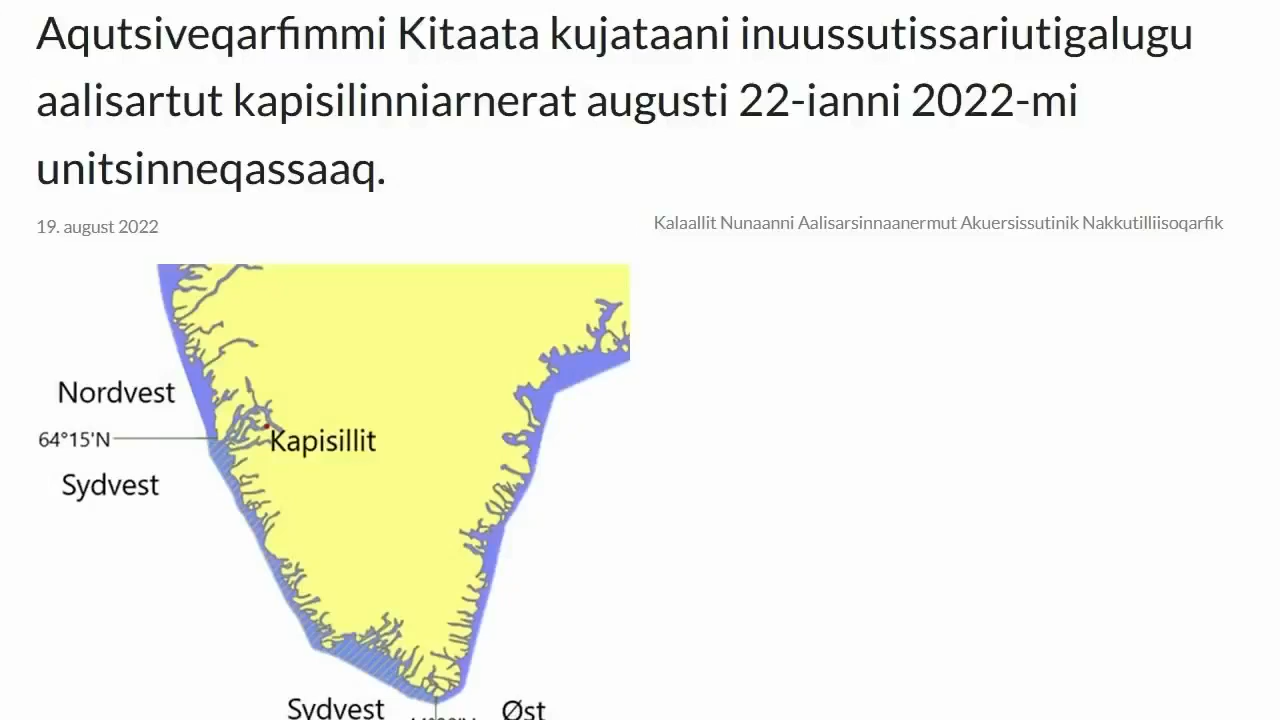 Aqutsiveqarfimmi Kitaata kujataani inuussutissariutigalugu
aalisartut kapisilinniarnerat augusti 22-ianni 2022-mi
unitsinneqassaaq.
19. august 2022
Kalaallit Nunaanni Aalisarsinnaanermut Akuersissutinik Nakkutilliisoqarfik
Nordvest
64°15'N
Kapisillit
Sydvest
Sydvest
Øst